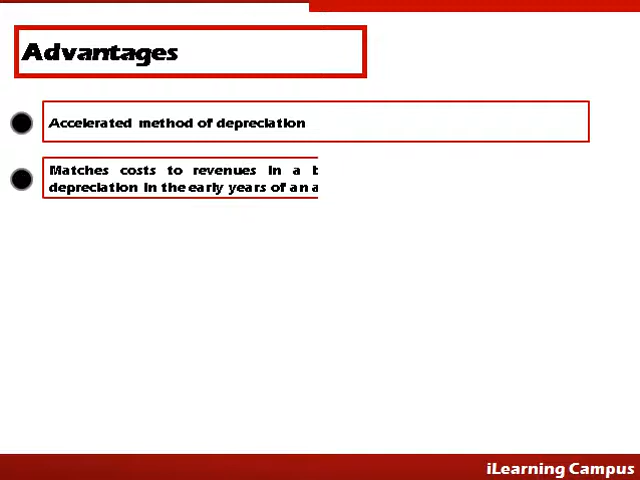 Advantages
Accelerated method of depreciation
Matches costs to revenues in a
depreciation in the early years of an
iLearning Campus